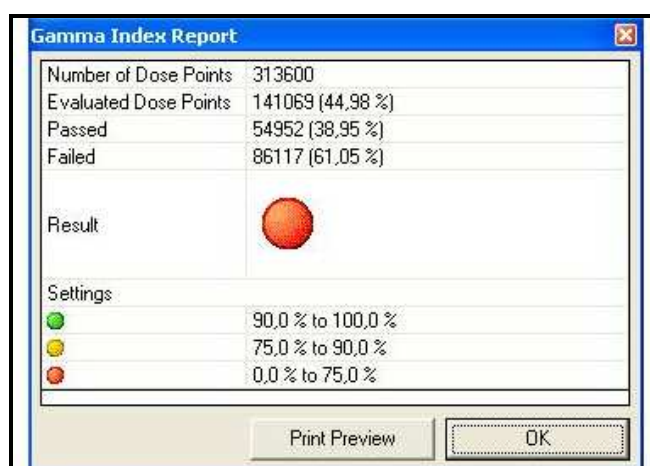 Gamma Index Report
Number of Dose Points 313600
Evaluated Dose Points 141069 (44,98 %)
Passed 54952 (38,95 %)
Failed 86117 (61,05 %)
Result
Settings
90,0 % to 100,0 %
75,0 % to 90,0 %
0,0 % to 75,0 %
Print Preview OK